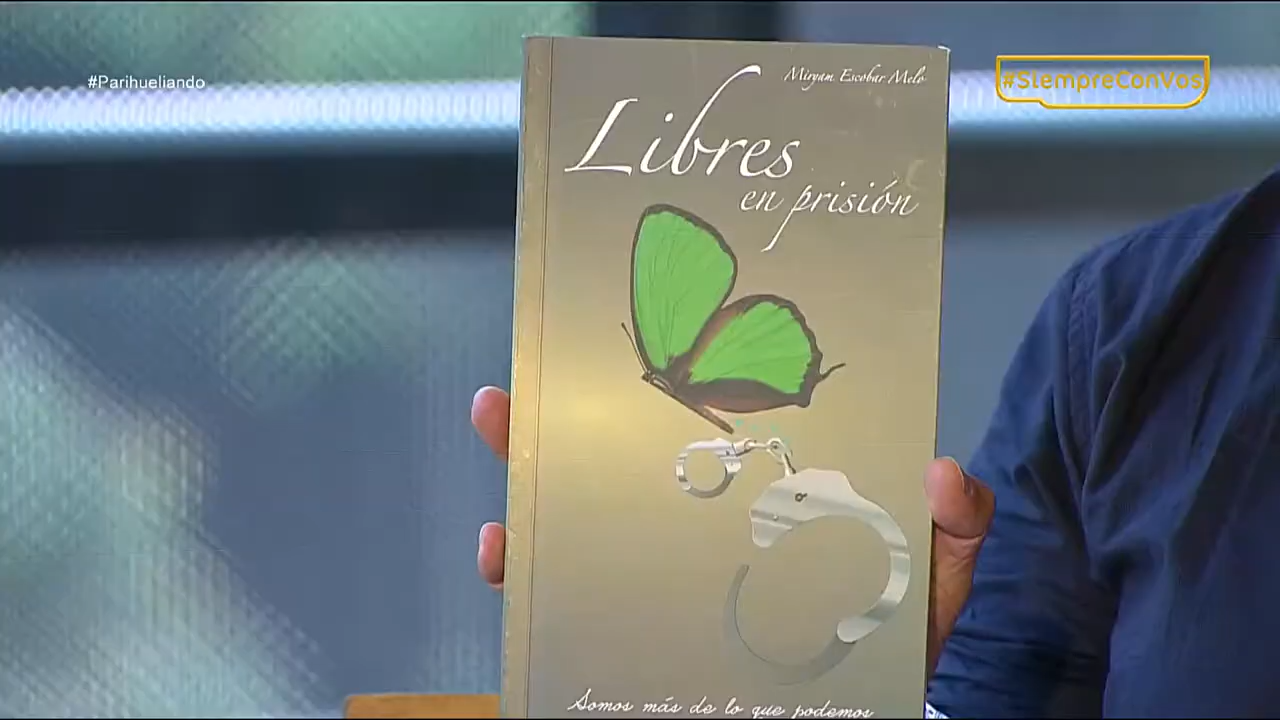 #Parihueliando
#SIempreConVos
Miryam Escobar Melo
Libres
en prisión
Somos más de lo que podemos